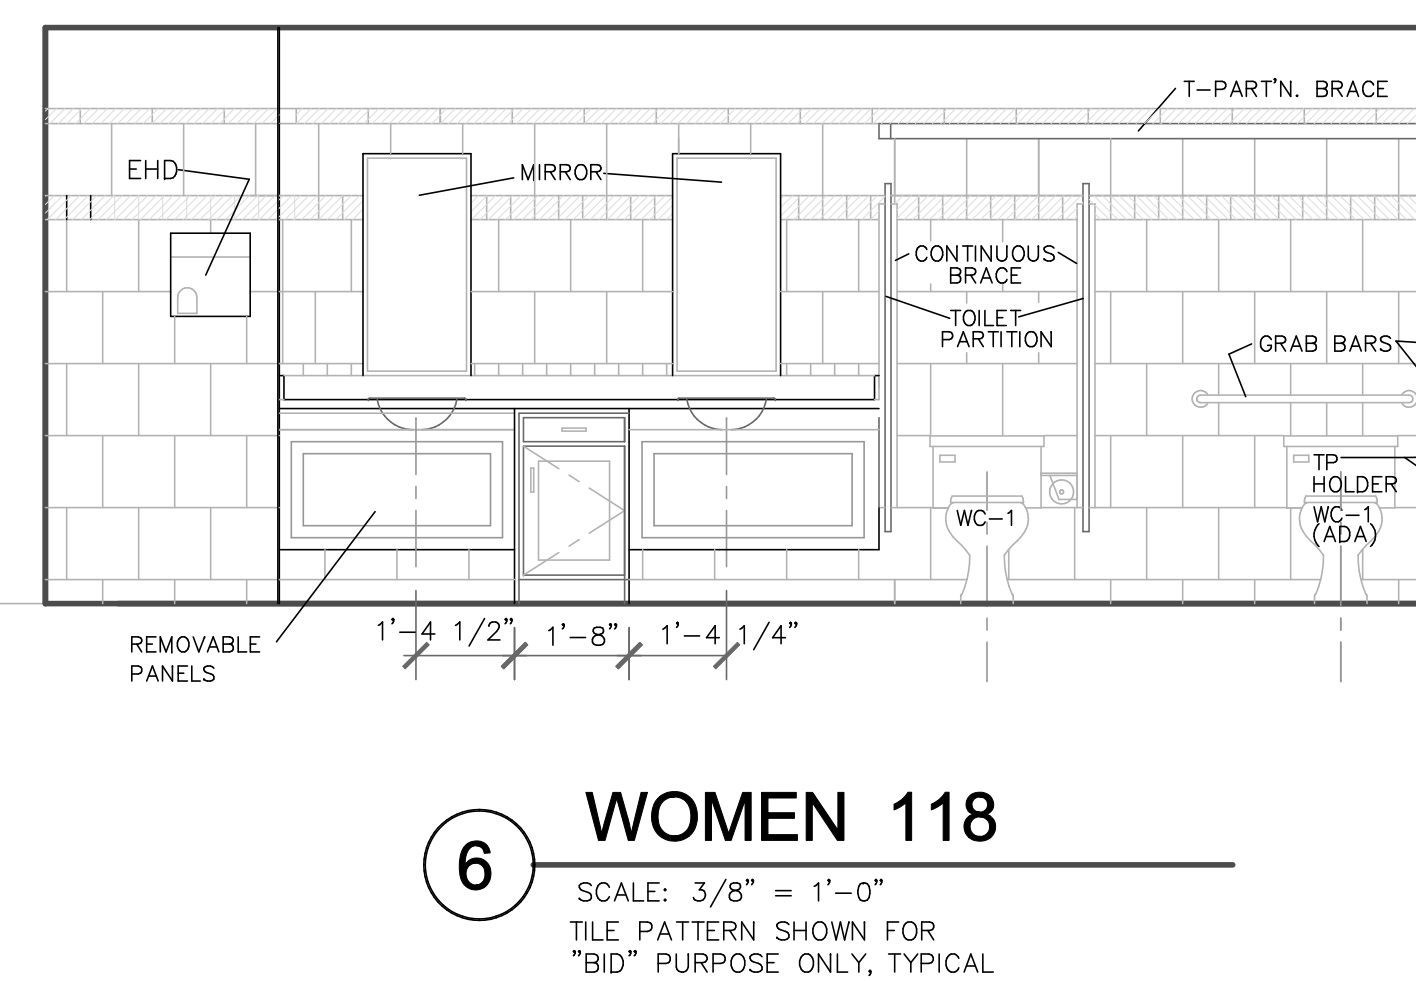 T-PART'N. BRACE
EHD
MIRROR
CONTINUOUS
BRACE
TOILET
PARTITION
GRAB BARS
TP
HOLDER
WC-1
WC-1
(ADA)
REMOVABLE
PANELS
1'-4 1/2" 1'-8" 1'-4 1/4"
6
WOMEN 118
SCALE: 3/8" = 1'-0"
TILE PATTERN SHOWN FOR
"BID" PURPOSE ONLY, TYPICAL